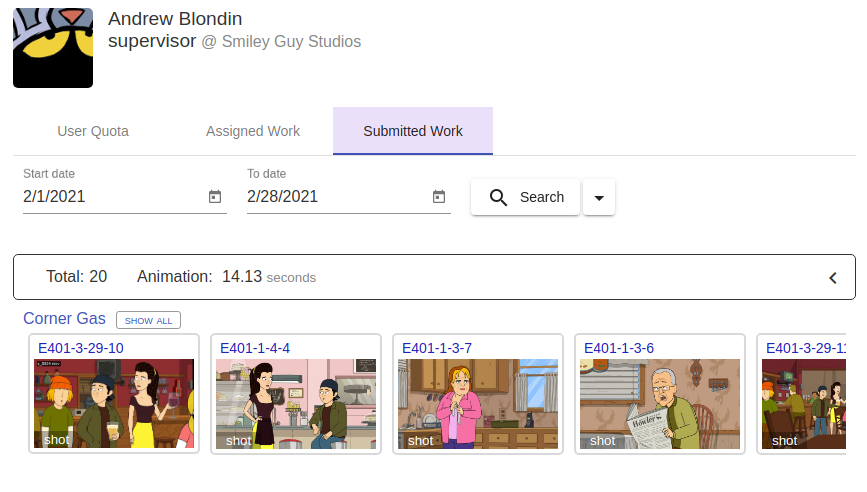 Andrew Blondin
supervisor @ Smiley Guy Studios
User Quota Assigned Work Submitted Work
Start date To date
2/1/2021 2/28/2021 Search
Total: 20 Animation: 14.13 seconds
Corner Gas SHOW ALL
E401-3-29-10 E401-1-4-4 E401-1-3-7 E401-1-3-6 E401-3-29-11
Howler
shot shot shot shot shot